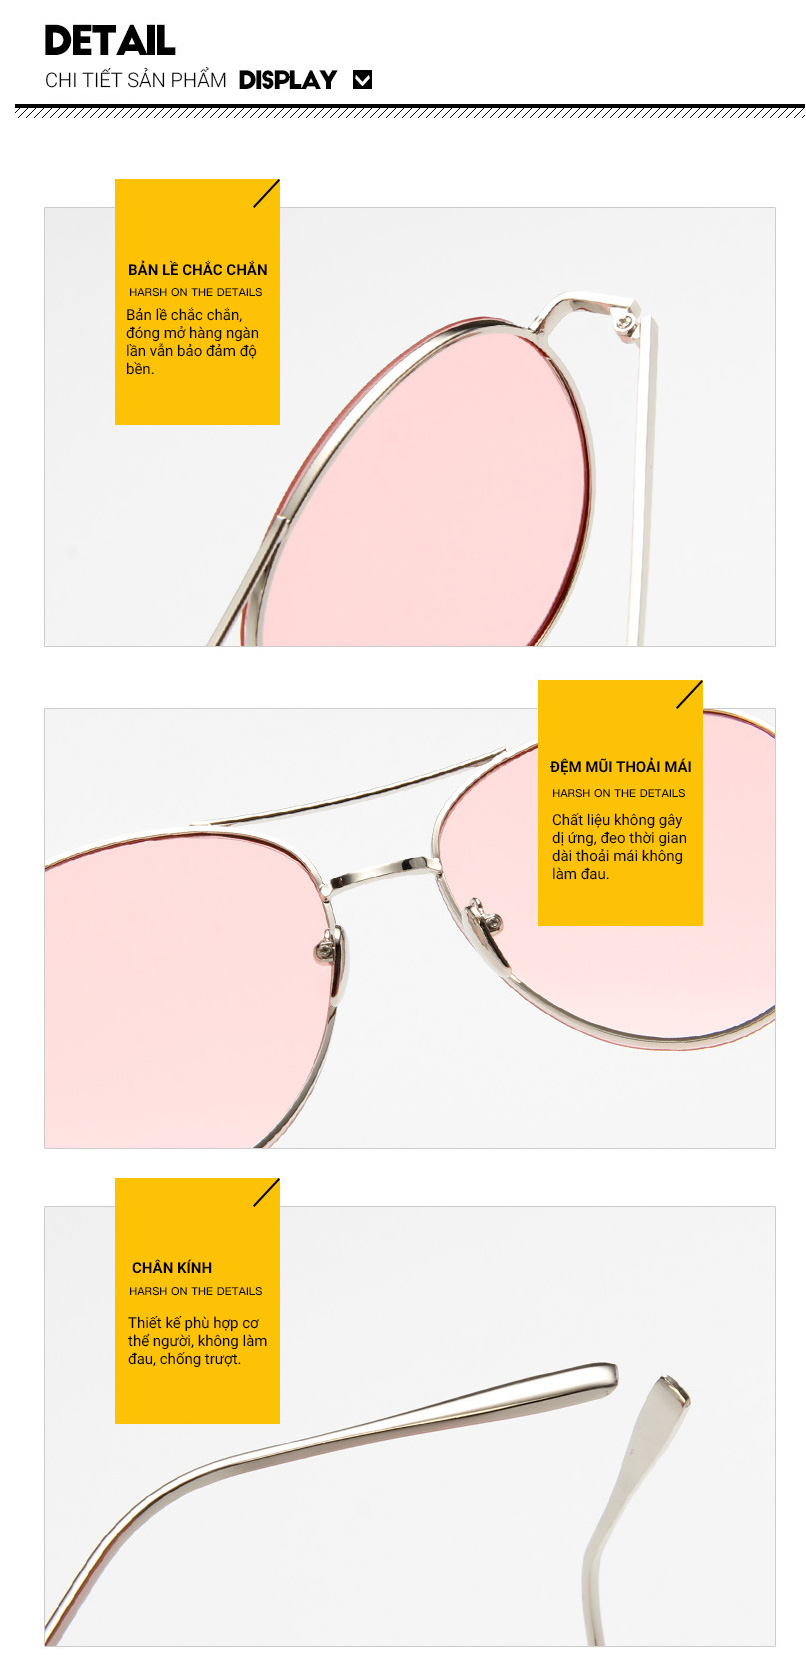 DETAIL
CHI TIẾT SẢN PHẨM DISPLAY
BẢN LỀ CHẮC CHẮN
HARSH ON THE DETAILS
Bản lề chắc chắn,
đóng mở hàng ngàn
lần vẫn bảo đảm độ
bền.
ĐỆM MŨI THOẢI MÁI
HARSH ON THE DETAILS
Chất liệu không gây
dị ứng, đeo thời gian
dài thoải mái không
làm đau.
CHÂN KÍNH
HARSH ON THE DETAILS
Thiết kế phù hợp cơ
thể người, không làm
đau, chống trượt.